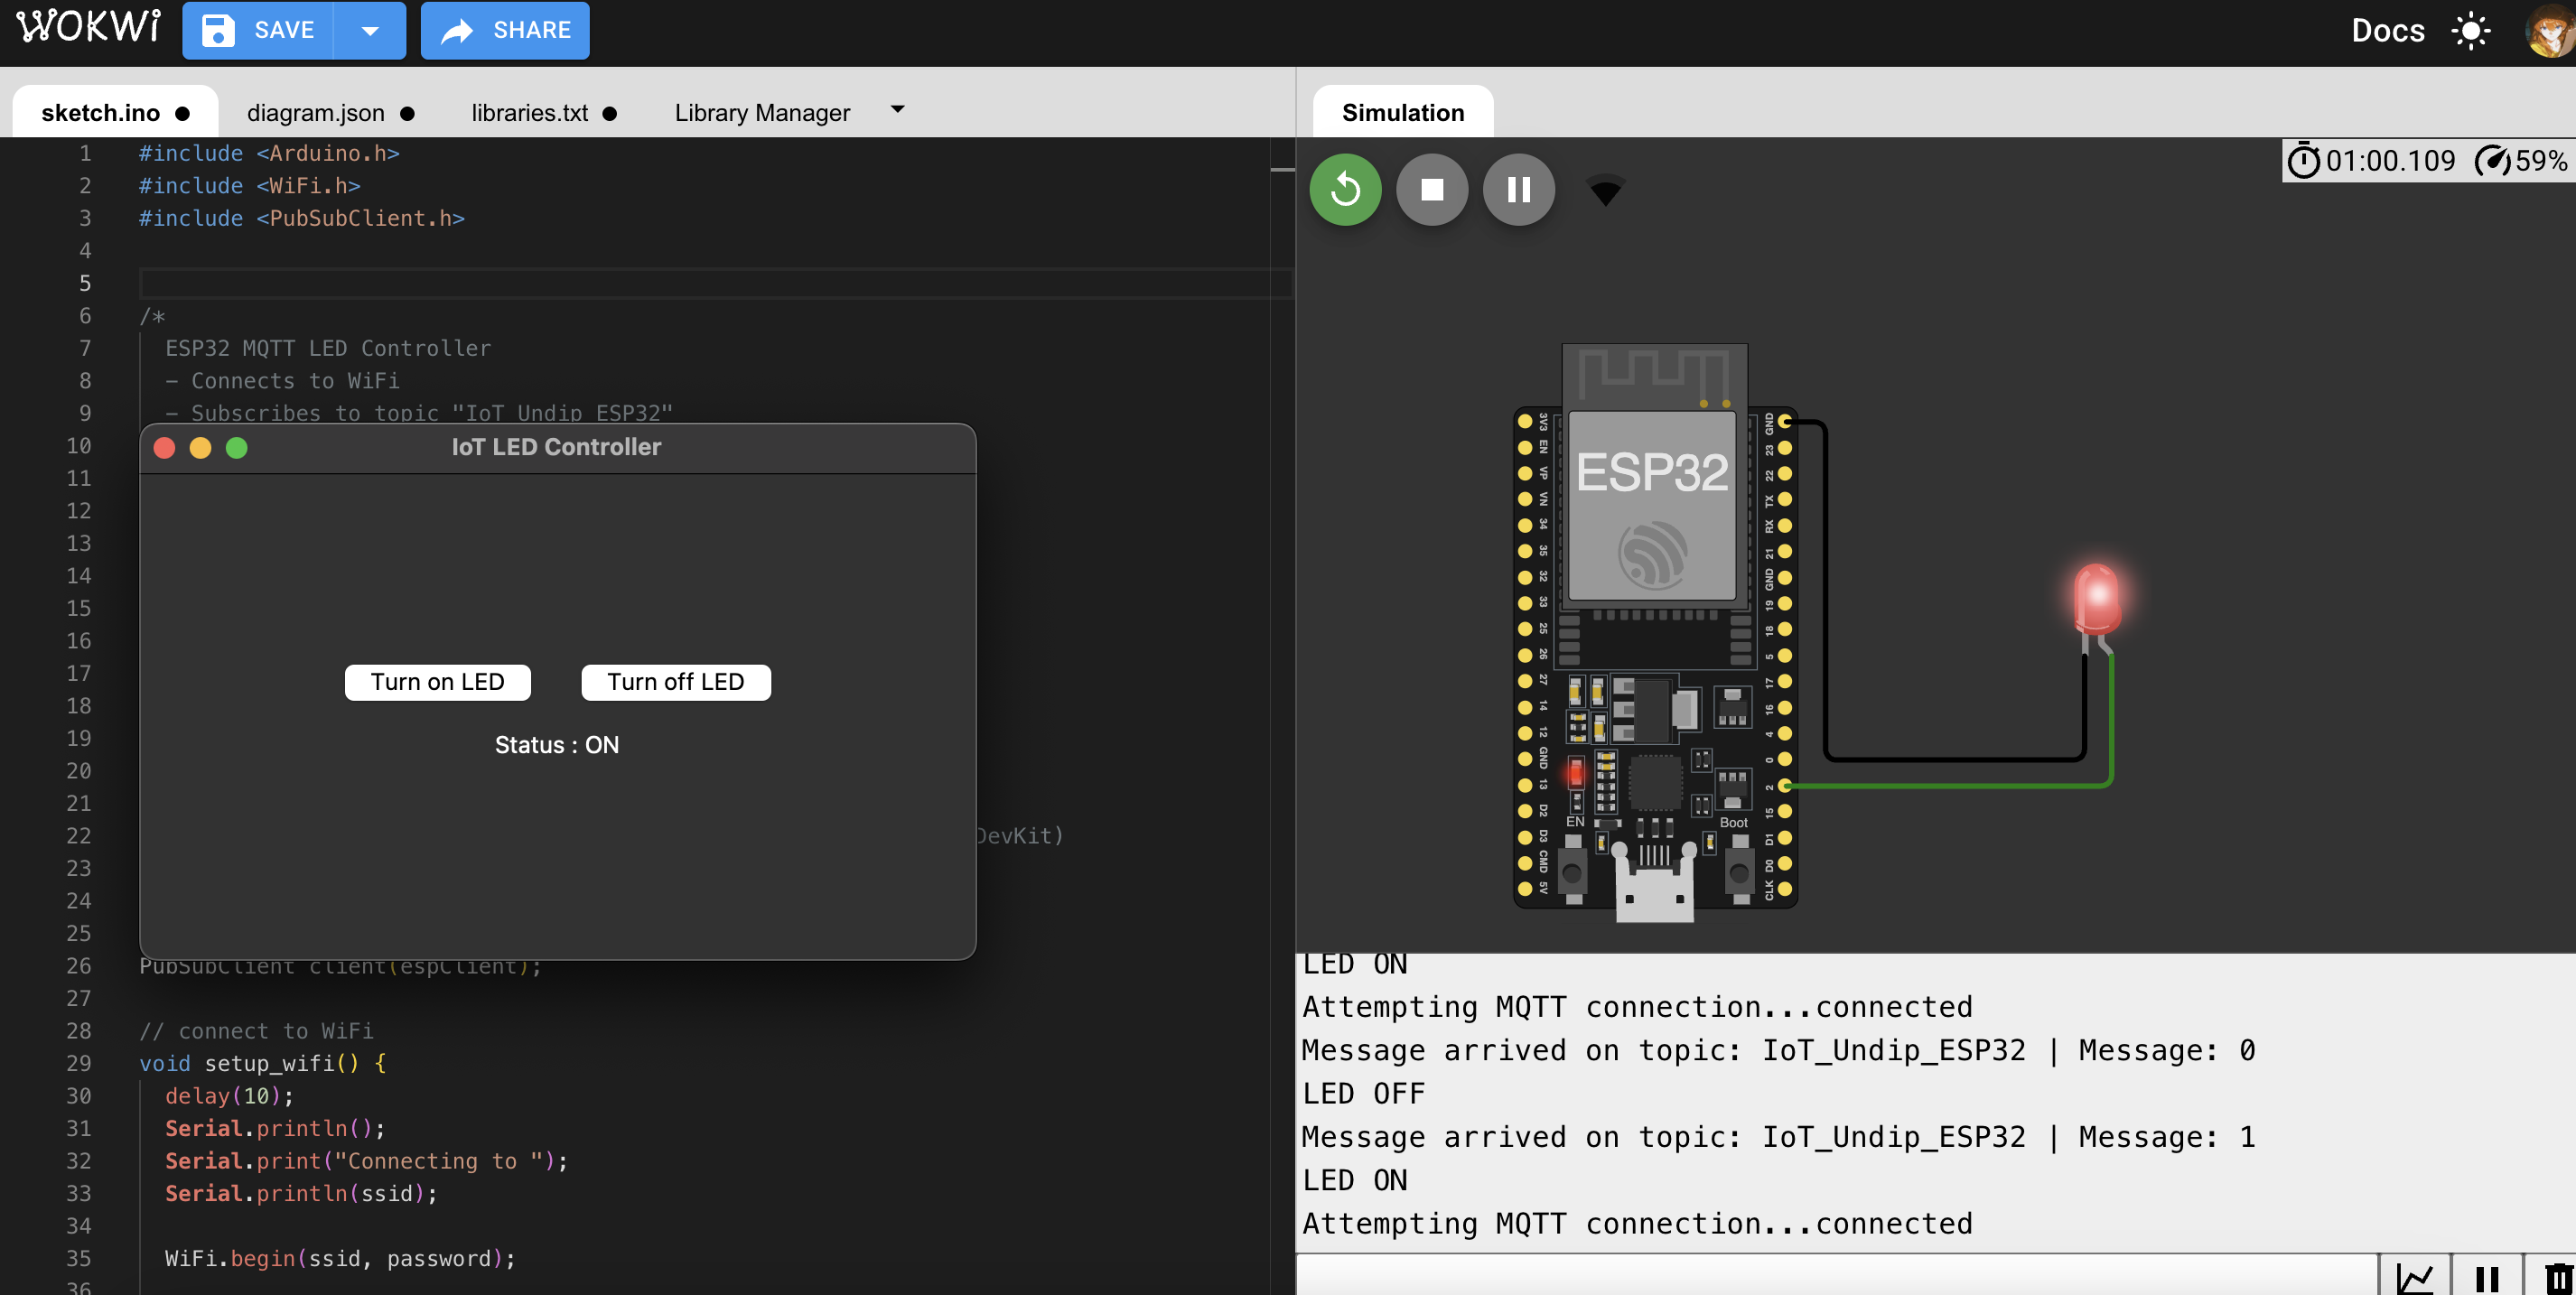 WOKWi
SAVE
SHARE
Docs
sketch.ino ●
diagram.json ●
libraries.txt ●
Library Manager
Simulation
01:00.109
59%
1 #include <Arduino.h>
2 #include <WiFi.h>
3 #include <PubSubClient.h>
4
5
6 /*
7 ESP32 MQTT LED Controller
8 – Connects to WiFi
9 – Subscribes to topic "IoT_Undip_ESP32"
10
11
12
13
14
15
16
17
18
19
20
21
22 DevKit)
23
24
25
26 PubSubClient client(espClient);
27
28 // connect to WiFi
29 void setup_wifi() {
30 delay(10);
31 Serial.println();
32 Serial.print("Connecting to ");
33 Serial.println(ssid);
34
35 WiFi.begin(ssid, password);
36
IoT LED Controller
Turn on LED
Turn off LED
Status : ON
ESP32
3V3
EN
VP
VN
34
35
32
33
25
26
27
14
12
GND
13
D2
D3
CMD
5V
GND
23
22
TX
RX
21
GND
19
18
5
17
16
4
0
2
15
D1
D0
CLK
EN
Boot
LED ON
Attempting MQTT connection...connected
Message arrived on topic: IoT_Undip_ESP32 | Message: 0
LED OFF
Message arrived on topic: IoT_Undip_ESP32 | Message: 1
LED ON
Attempting MQTT connection...connected